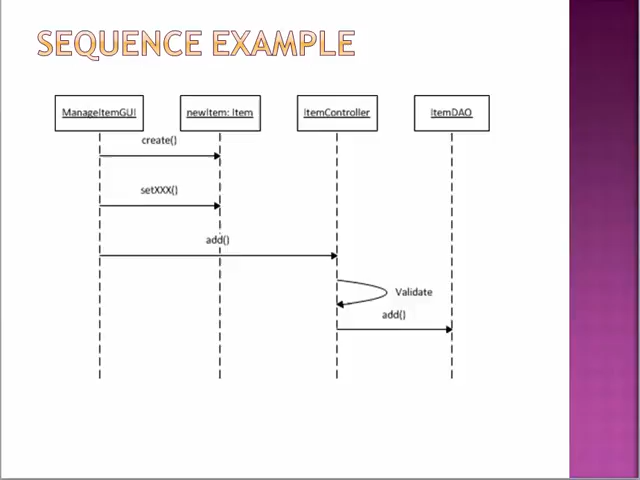 SEQUENCE EXAMPLE
ManageItemGUI newItem: Item ItemController ItemDAO
create()
setXXX()
add()
Validate
add()